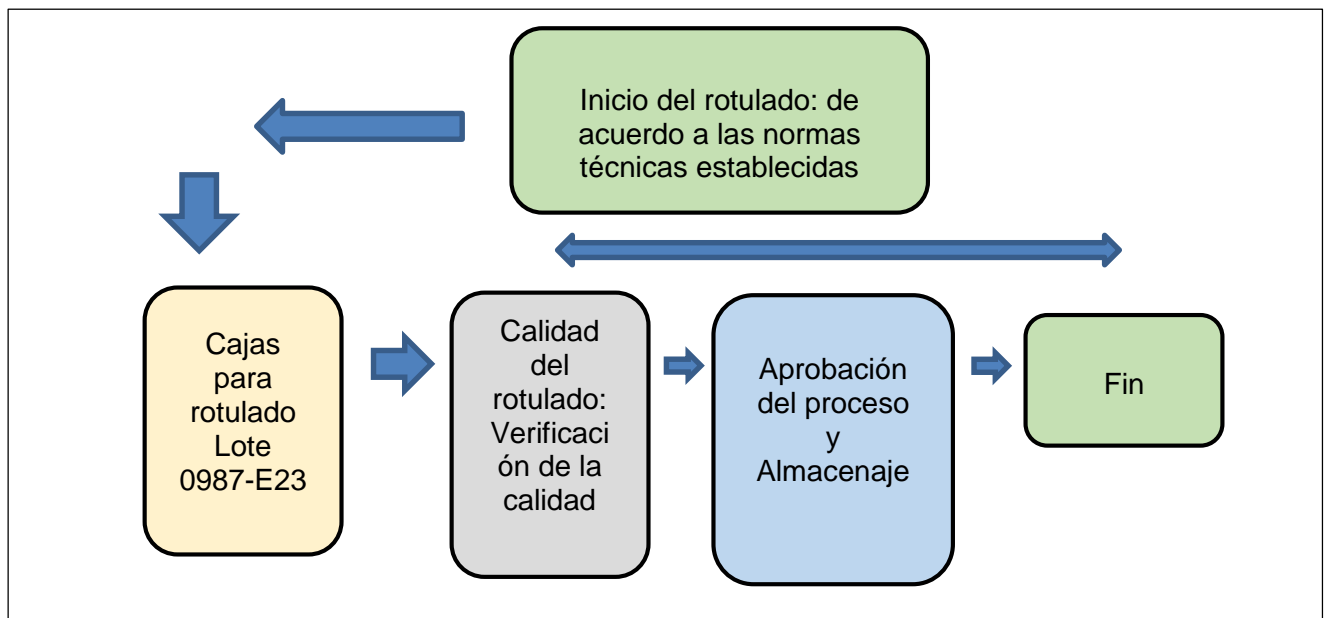 Inicio del rotulado: de
acuerdo a las normas
técnicas establecidas
Cajas
para
rotulado
Lote
0987-E23
Calidad
del
rotulado:
Verificaci
ón de la
calidad
Aprobación
del proceso
y
Almacenaje
Fin